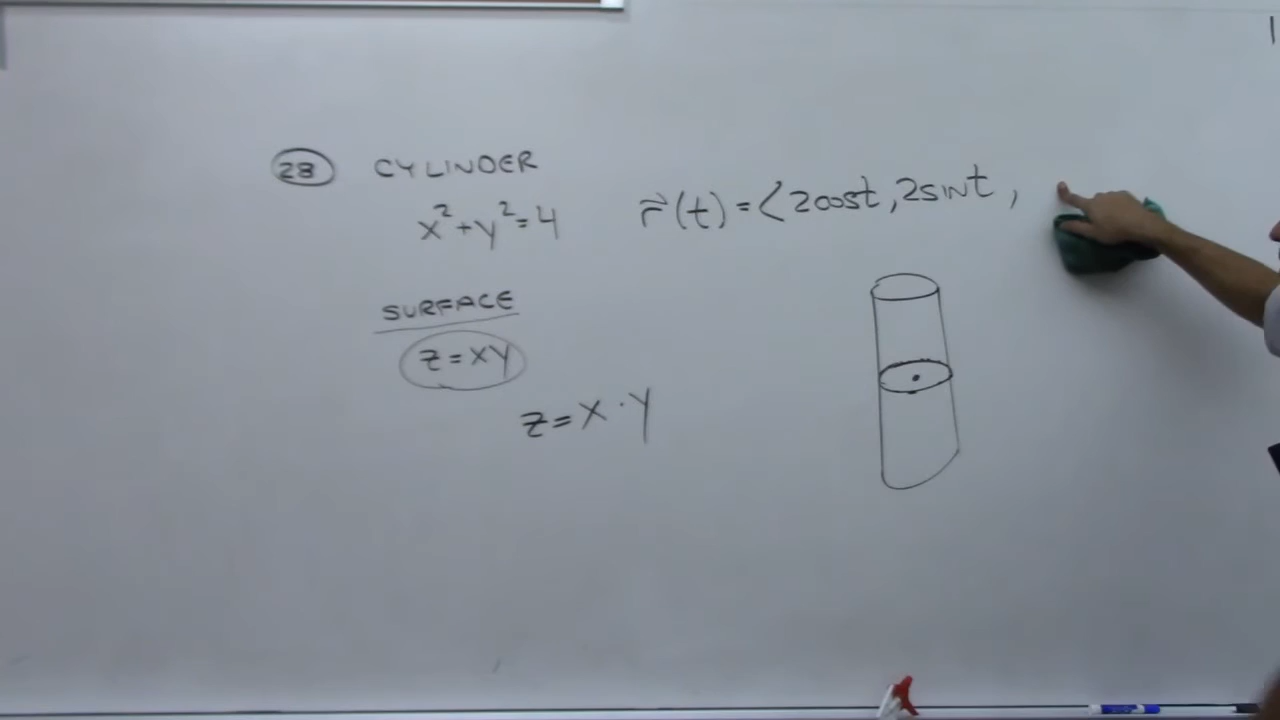 28 CYLINDER
x²+y²=4
r⃗(t)=⟨2cost, 2sint,
SURFACE
z=xy
z=x·y